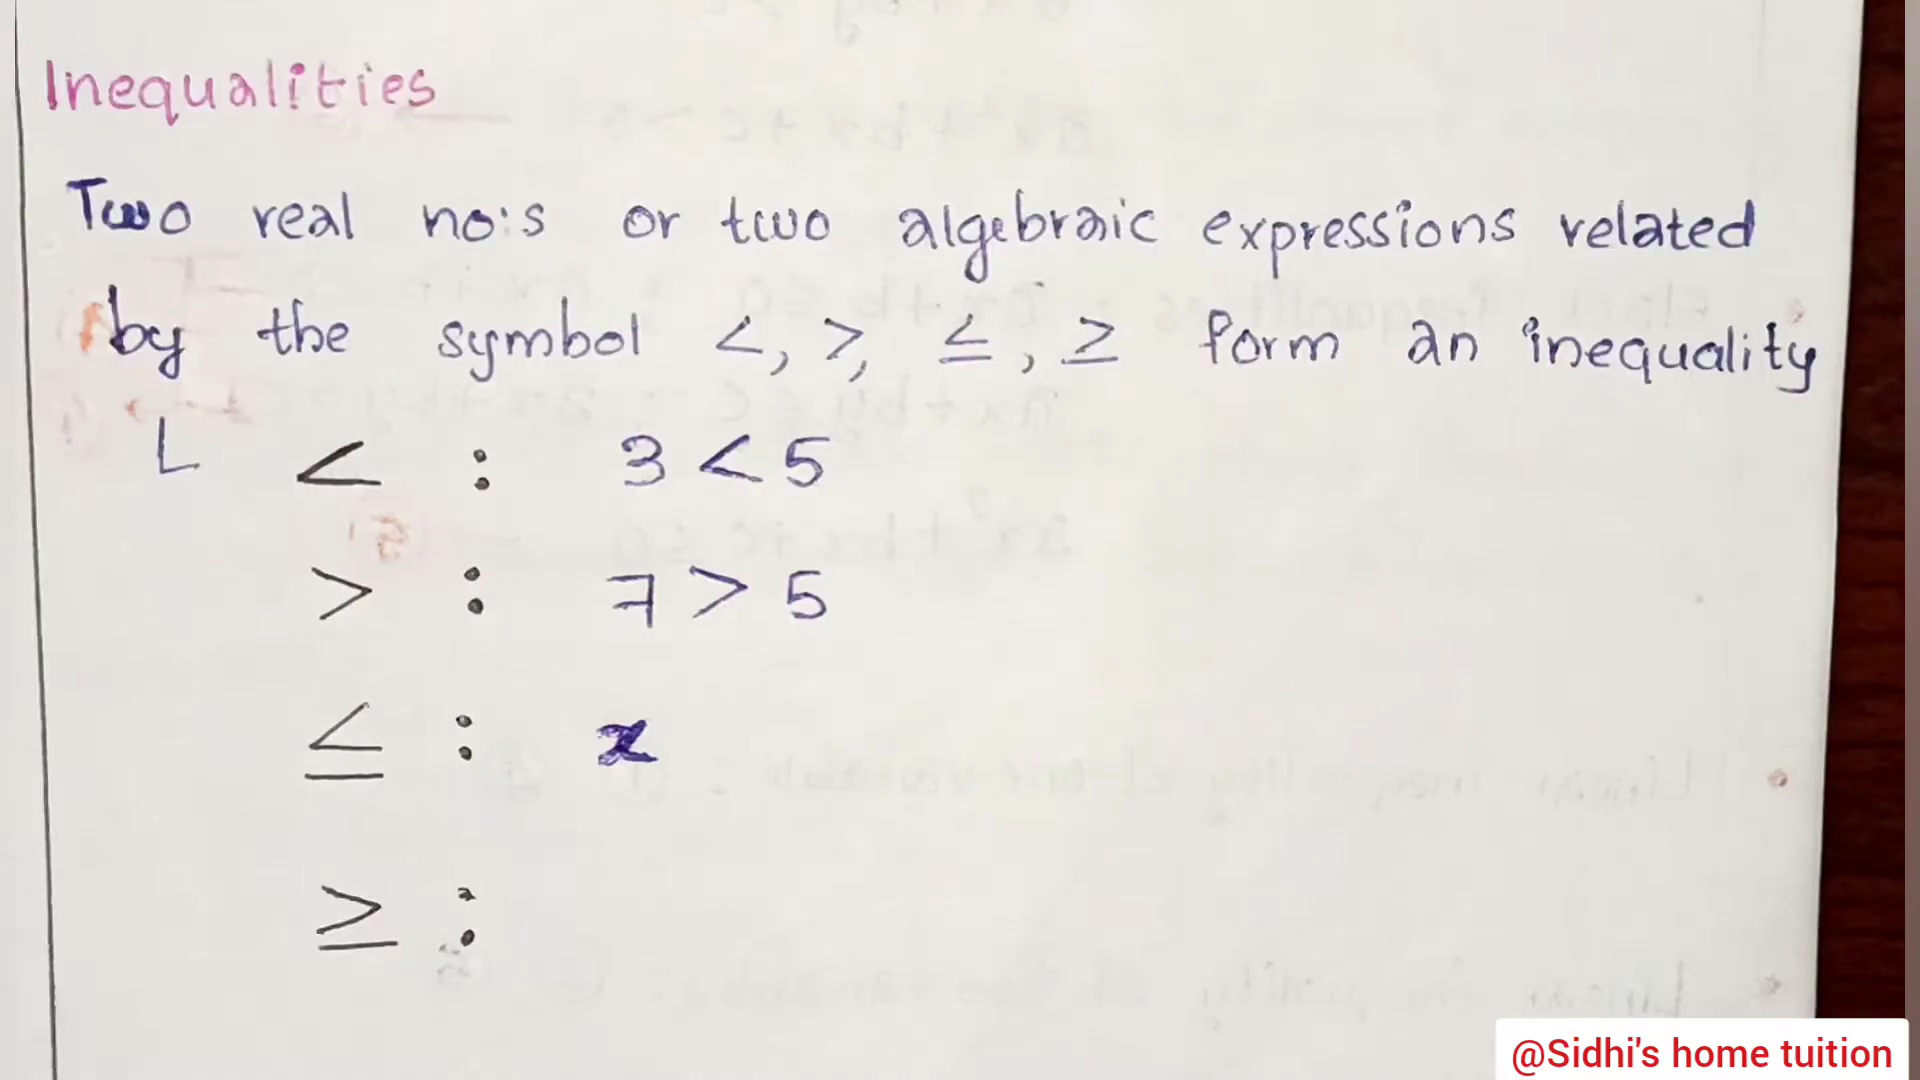 Inequalities
Two real no:s or two algebraic expressions related
by the symbol <, >, ≤, ≥ form an inequality
L < : 3 < 5
> : 7 > 5
≤ : x
≥ :
@Sidhi's home tuition